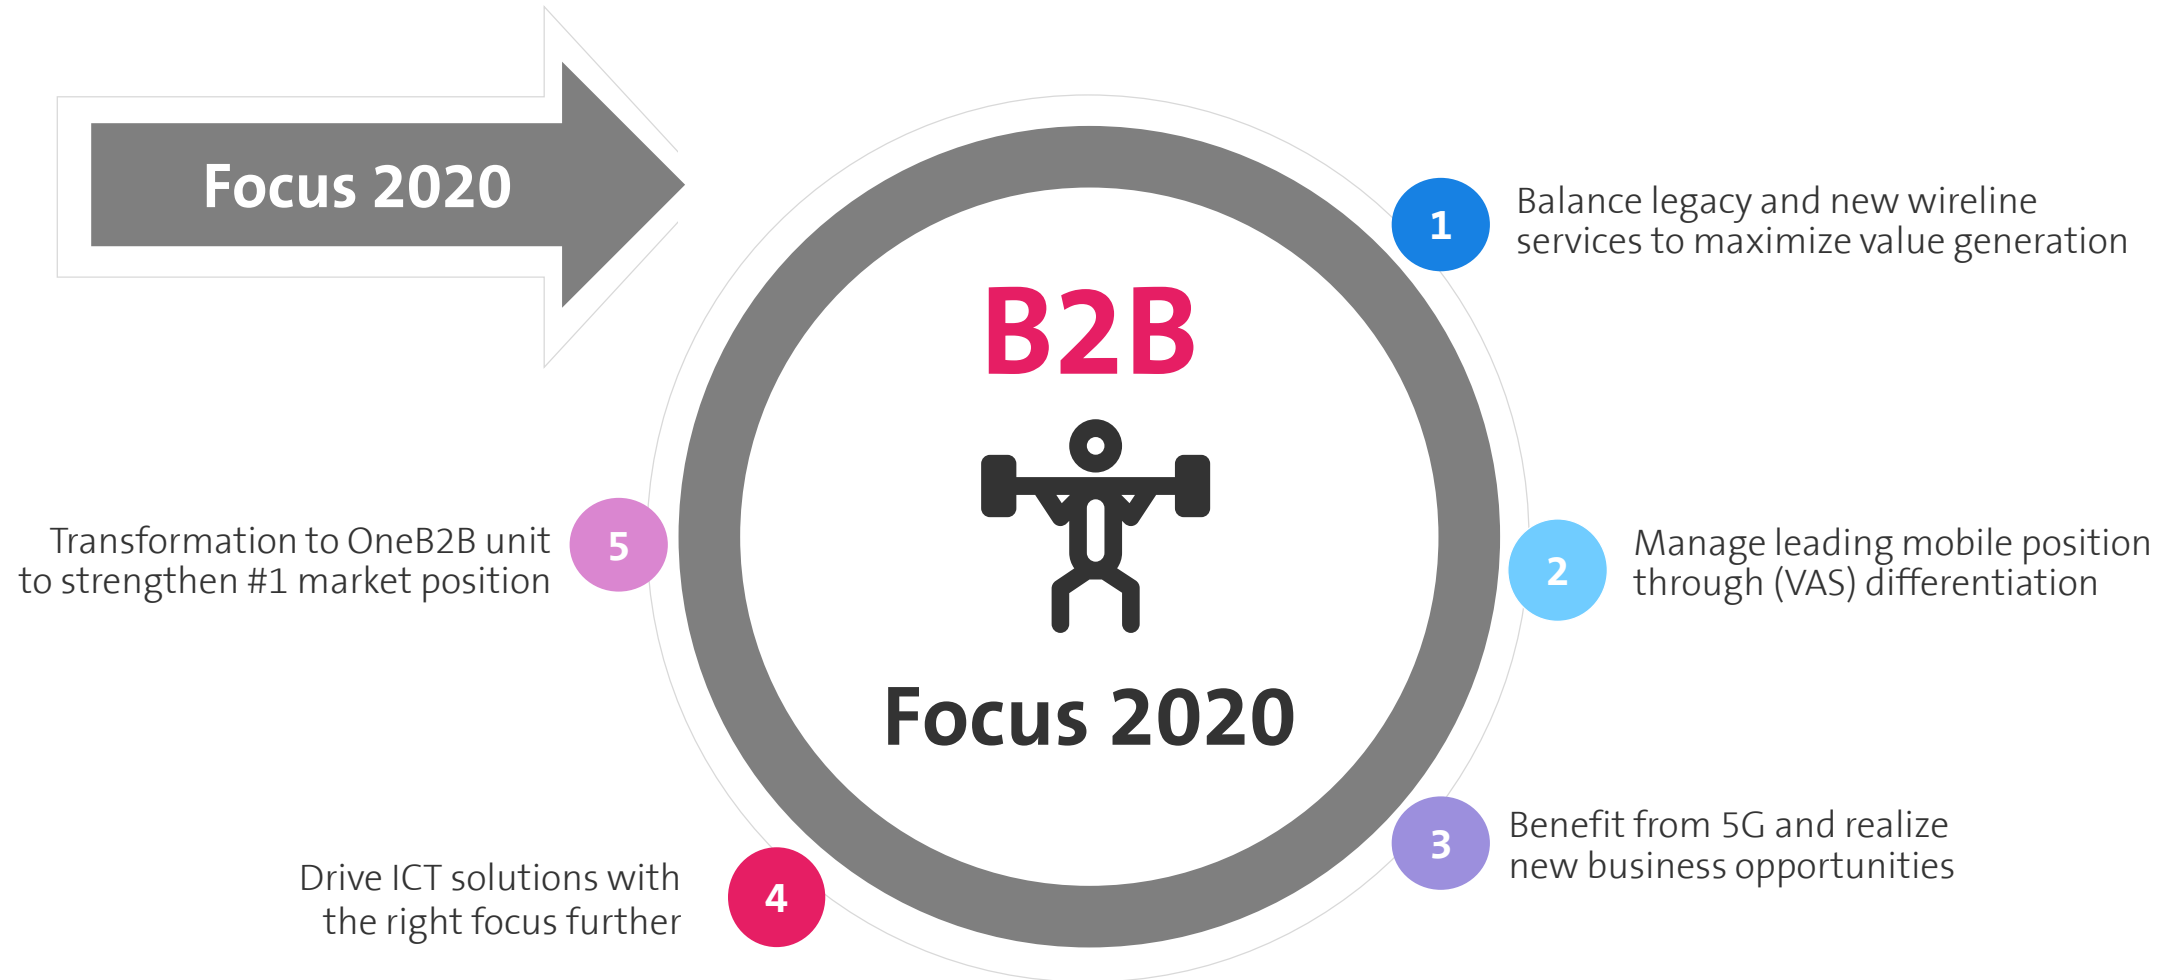 Focus 2020
B2B
Focus 2020
1
Balance legacy and new wireline
services to maximize value generation
2
Manage leading mobile position
through (VAS) differentiation
3
Benefit from 5G and realize
new business opportunities
4
Drive ICT solutions with
the right focus further
5
Transformation to OneB2B unit
to strengthen #1 market position